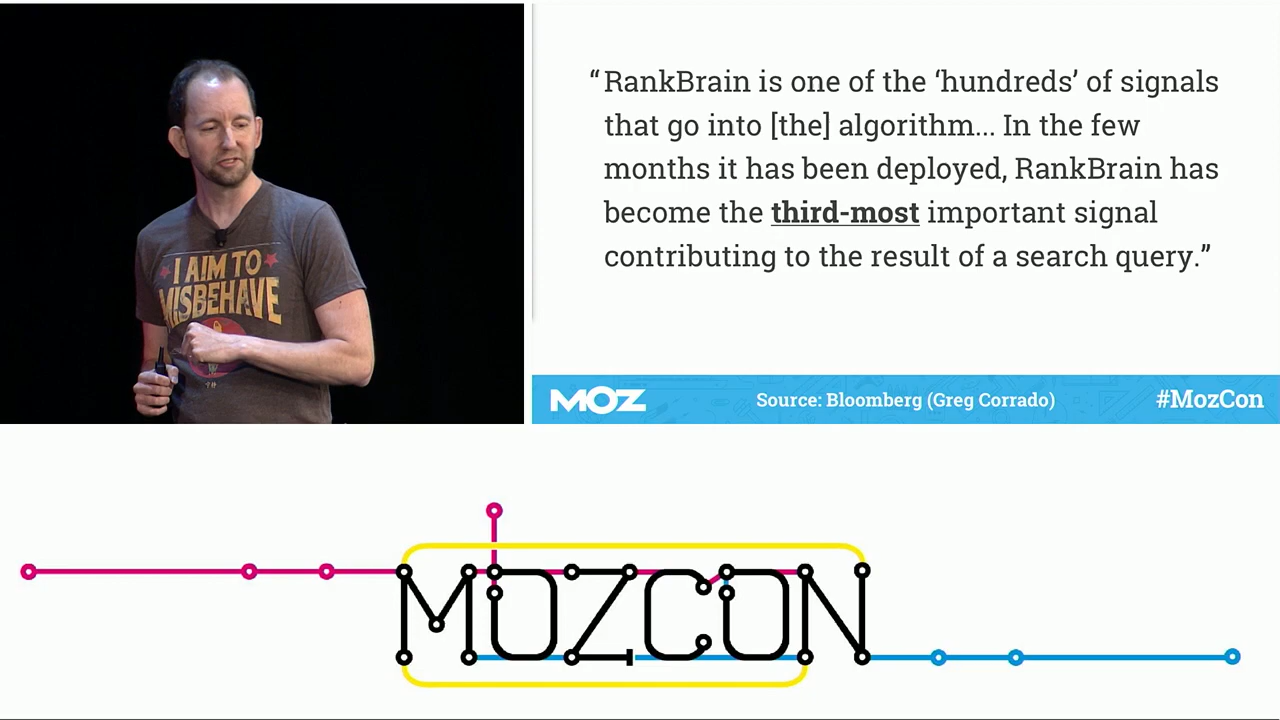 I AIM TO
MISBEHAVE
“RankBrain is one of the ‘hundreds’ of signals
that go into [the] algorithm... In the few
months it has been deployed, RankBrain has
become the third-most important signal
contributing to the result of a search query.”
MOZ
Source: Bloomberg (Greg Corrado)
#MozCon
MOZCON